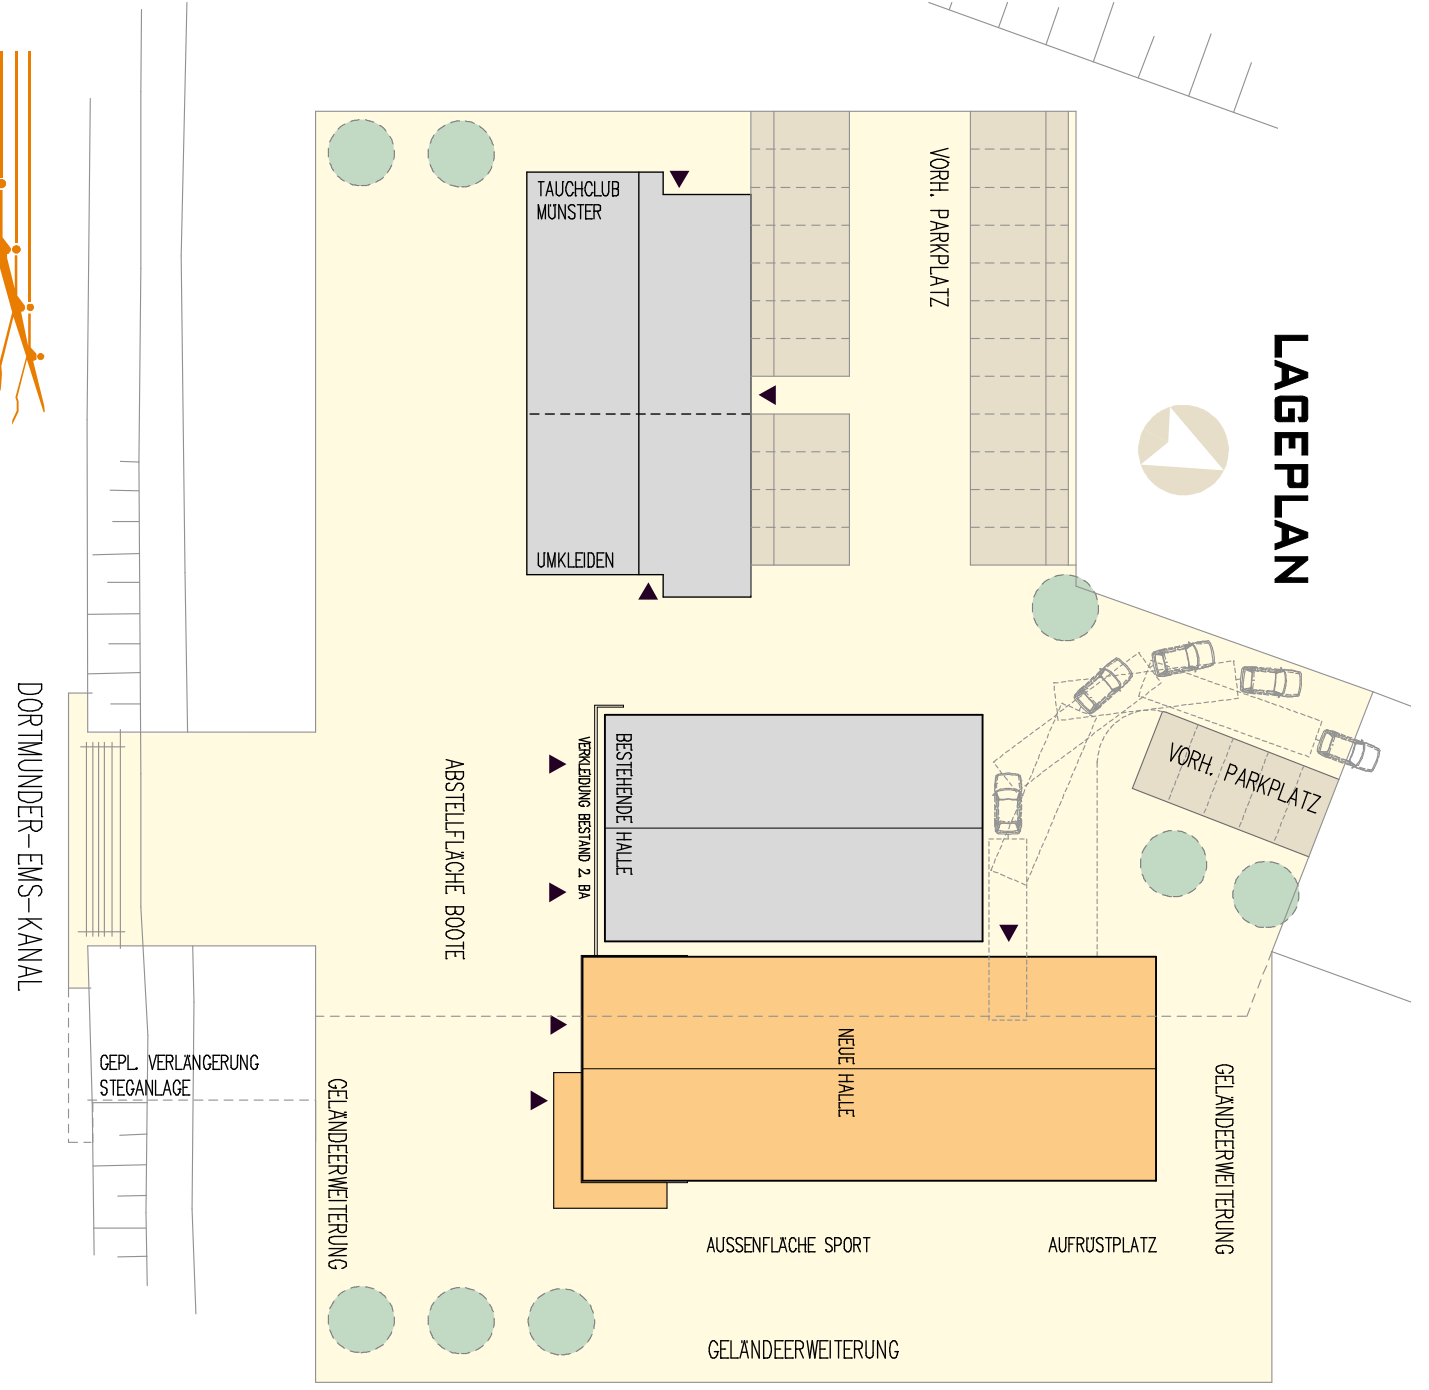 TAUCHCLUB
MÜNSTER
UMKLEIDEN
VORH. PARKPLATZ
LAGEPLAN
VORH. PARKPLATZ
BESTEHENDE HALLE
VERKLEIDUNG BESTAND 2. BA
ABSTELLFLÄCHE BOOTE
DORTMUNDER-EMS-KANAL
GEPL. VERLÄNGERUNG
STEGANLAGE
GELÄNDEERWEITERUNG
NEUE HALLE
GELÄNDEERWEITERUNG
AUSSENFLÄCHE SPORT
AUFRÜSTPLATZ
GELÄNDEERWEITERUNG